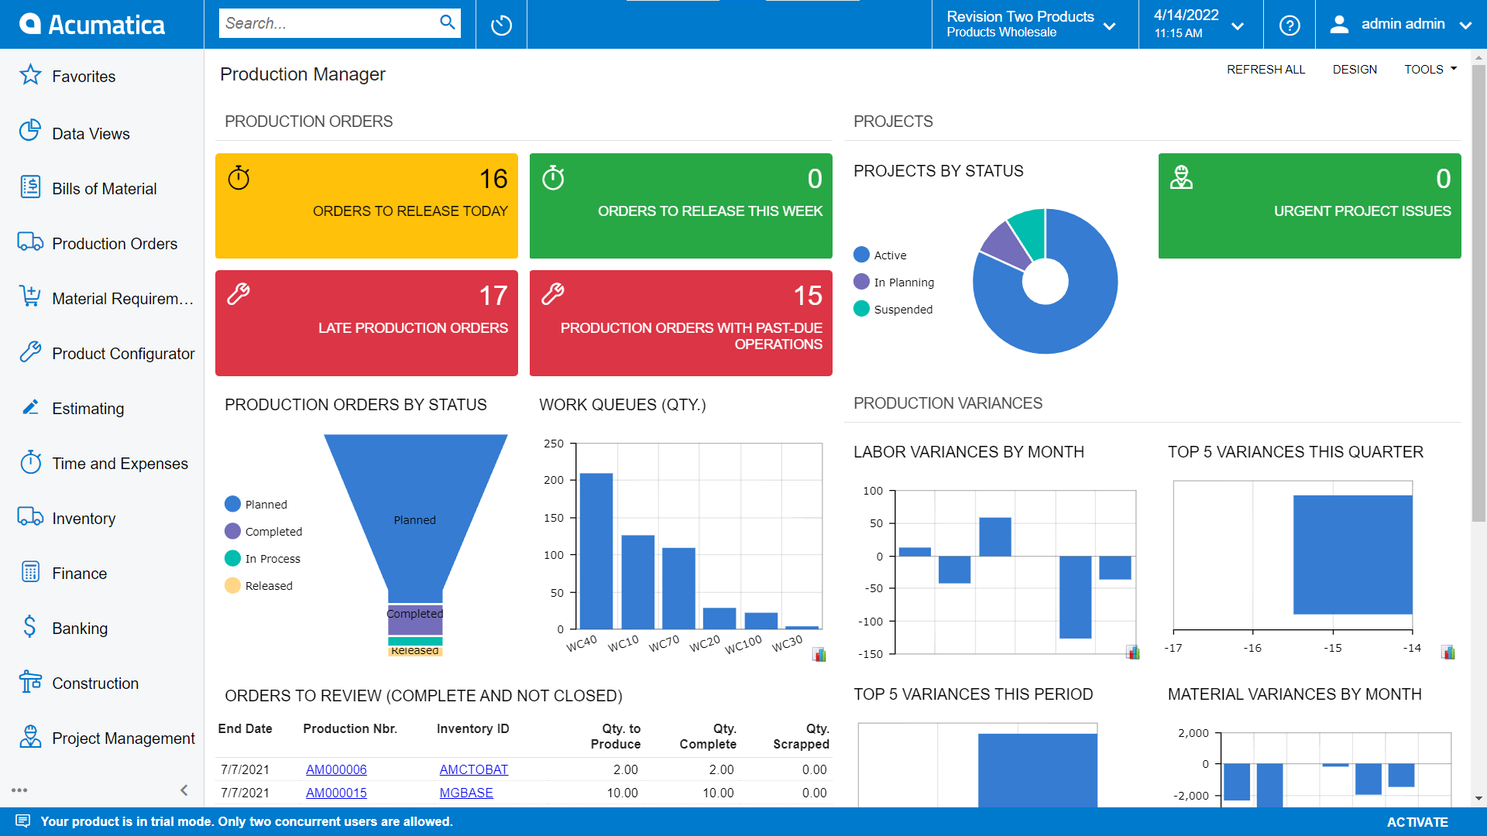 Acumatica
Search...
Revision Two Products
Products Wholesale
4/14/2022
11:15 AM
admin admin
Favorites
Data Views
Bills of Material
Production Orders
Material Requirem...
Product Configurator
Estimating
Time and Expenses
Inventory
Finance
Banking
Construction
Project Management
Production Manager
REFRESH ALL
DESIGN
TOOLS
PRODUCTION ORDERS
16
ORDERS TO RELEASE TODAY
0
ORDERS TO RELEASE THIS WEEK
17
LATE PRODUCTION ORDERS
15
PRODUCTION ORDERS WITH PAST-DUE
OPERATIONS
PROJECTS
PROJECTS BY STATUS
Active
In Planning
Suspended
0
URGENT PROJECT ISSUES
PRODUCTION ORDERS BY STATUS
Planned
Completed
In Process
Released
Planned
Completed
Released
WORK QUEUES (QTY.)
250
200
150
100
50
0
WC40
WC10
WC70
WC20
WC100
WC30
PRODUCTION VARIANCES
LABOR VARIANCES BY MONTH
100
50
0
-50
-100
-150
TOP 5 VARIANCES THIS QUARTER
-17
-16
-15
-14
ORDERS TO REVIEW (COMPLETE AND NOT CLOSED)
End Date Production Nbr. Inventory ID Qty. to Produce Qty. Complete Qty. Scrapped
7/7/2021 AM000006 AMCTOBAT 2.00 2.00 0.00
7/7/2021 AM000015 MGBASE 10.00 10.00 0.00
TOP 5 VARIANCES THIS PERIOD
MATERIAL VARIANCES BY MONTH
2,000
0
-2,000
Your product is in trial mode. Only two concurrent users are allowed.
ACTIVATE